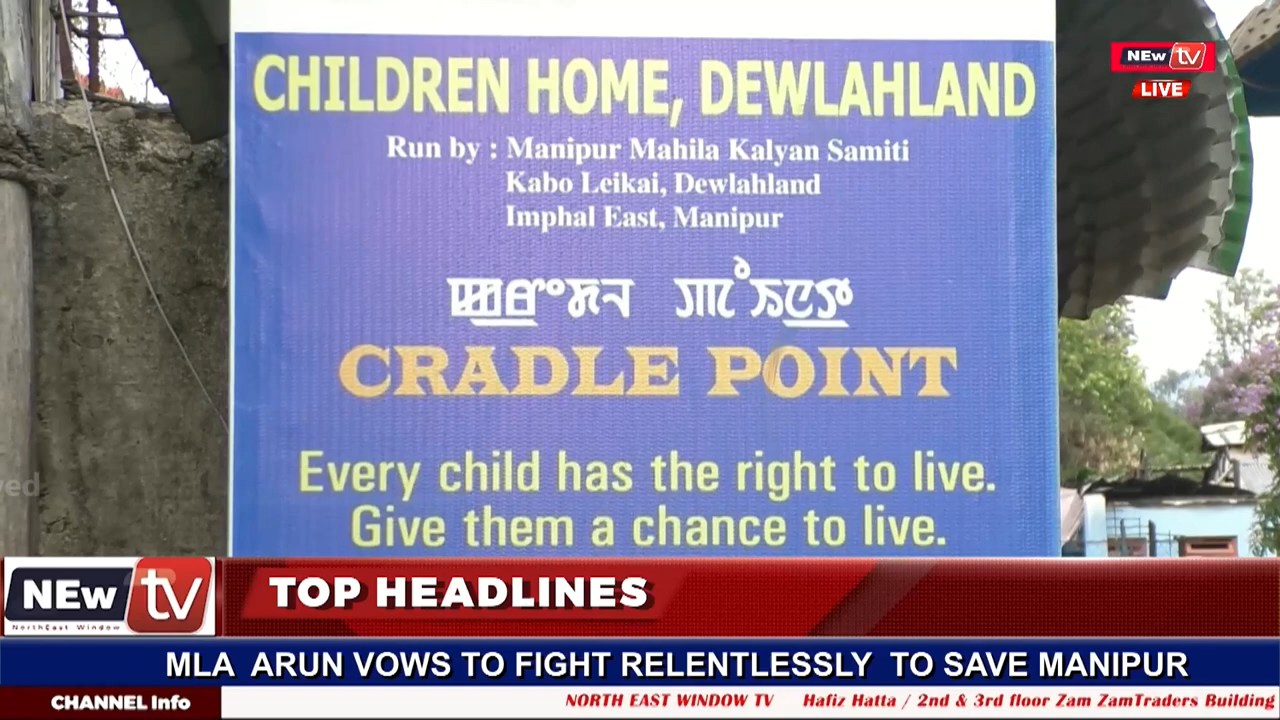 CHILDREN HOME, DEWLAHLAND
Run by : Manipur Mahila Kalyan Samiti
Kabo Leikai, Dewlahland
Imphal East, Manipur
CRADLE POINT
Every child has the right to live.
Give them a chance to live.
NEw tv
LIVE
ved
NEw tv
NorthEast Window
TOP HEADLINES
MLA ARUN VOWS TO FIGHT RELENTLESSLY TO SAVE MANIPUR
CHANNEL Info
NORTH EAST WINDOW TV Hafiz Hatta / 2nd & 3rd floor Zam ZamTraders Building